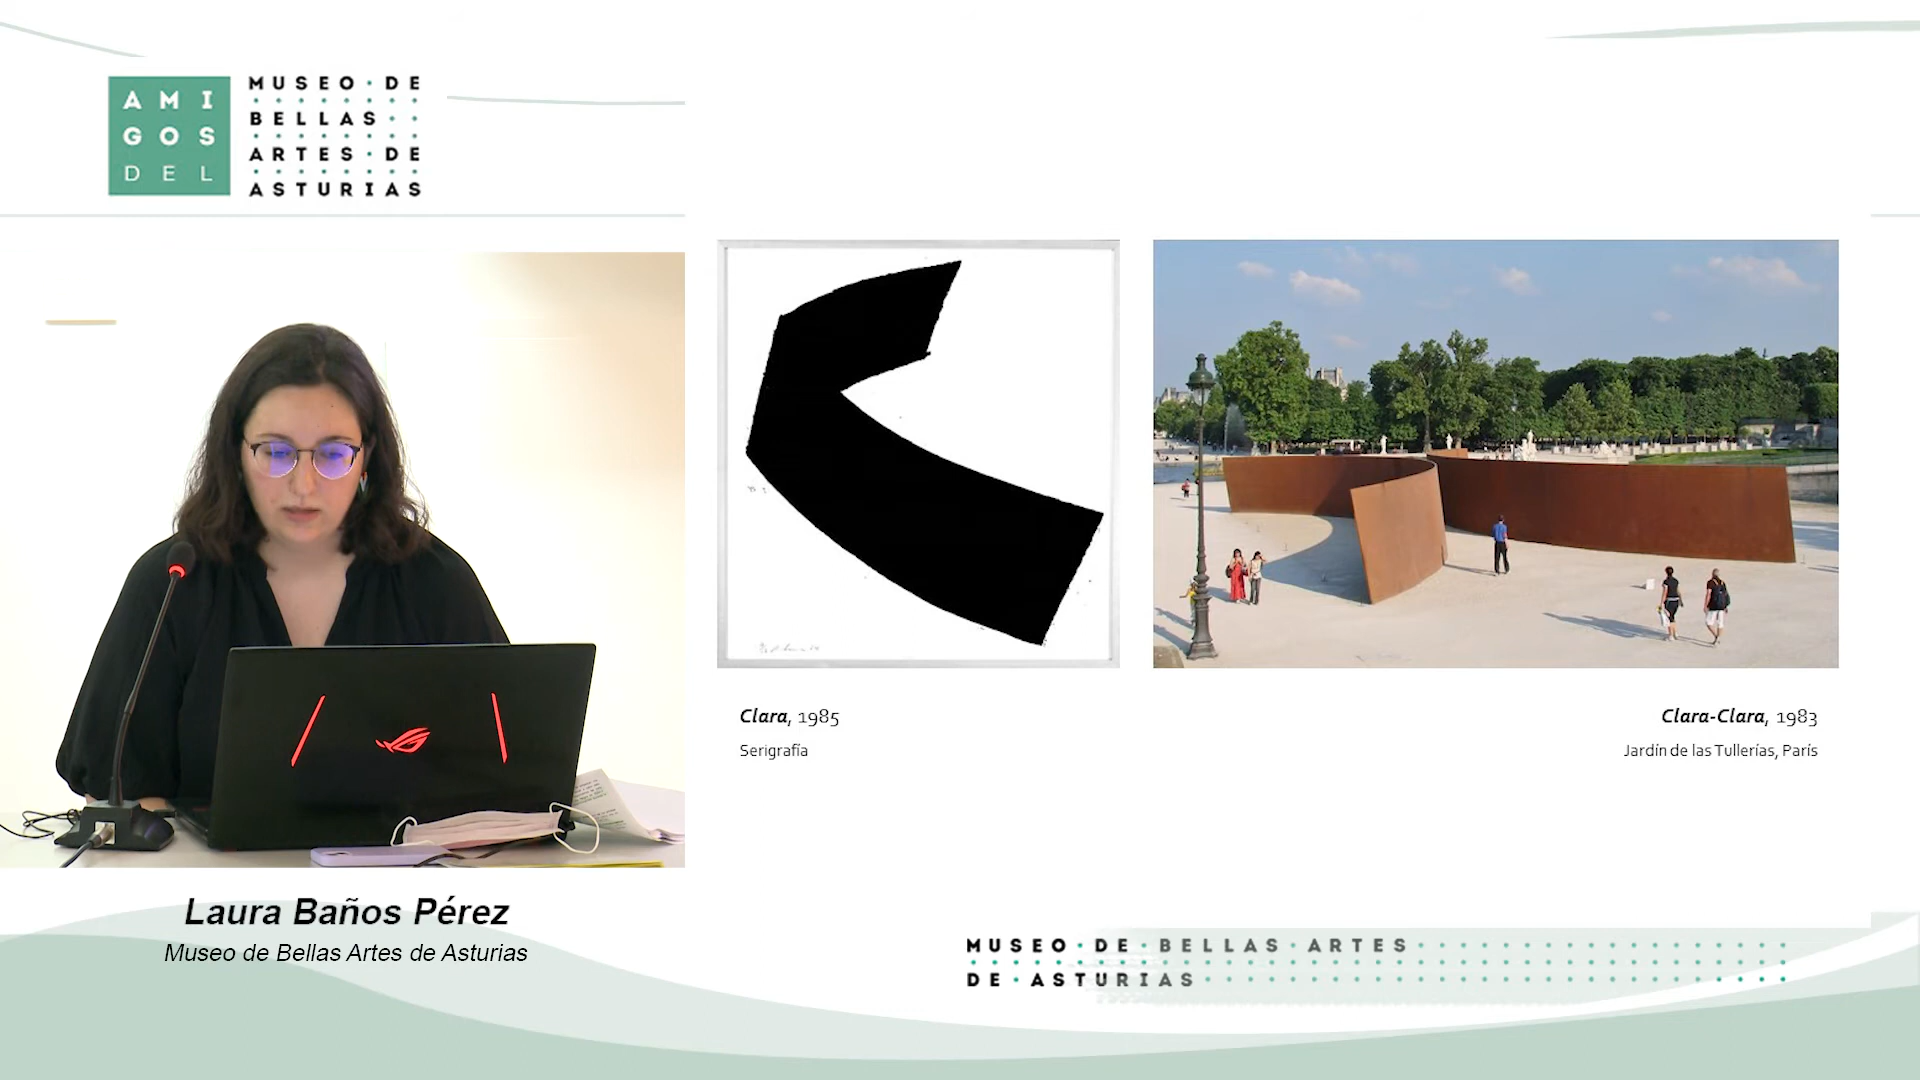 AMI
GOS
DEL
MUSEO·DE
BELLAS
ARTES·DE
ASTURIAS
Clara, 1985
Serigrafía
Clara-Clara, 1983
Jardín de las Tullerías, París
Laura Baños Pérez
Museo de Bellas Artes de Asturias
MUSEO·DE·BELLAS·ARTES
DE·ASTURIAS